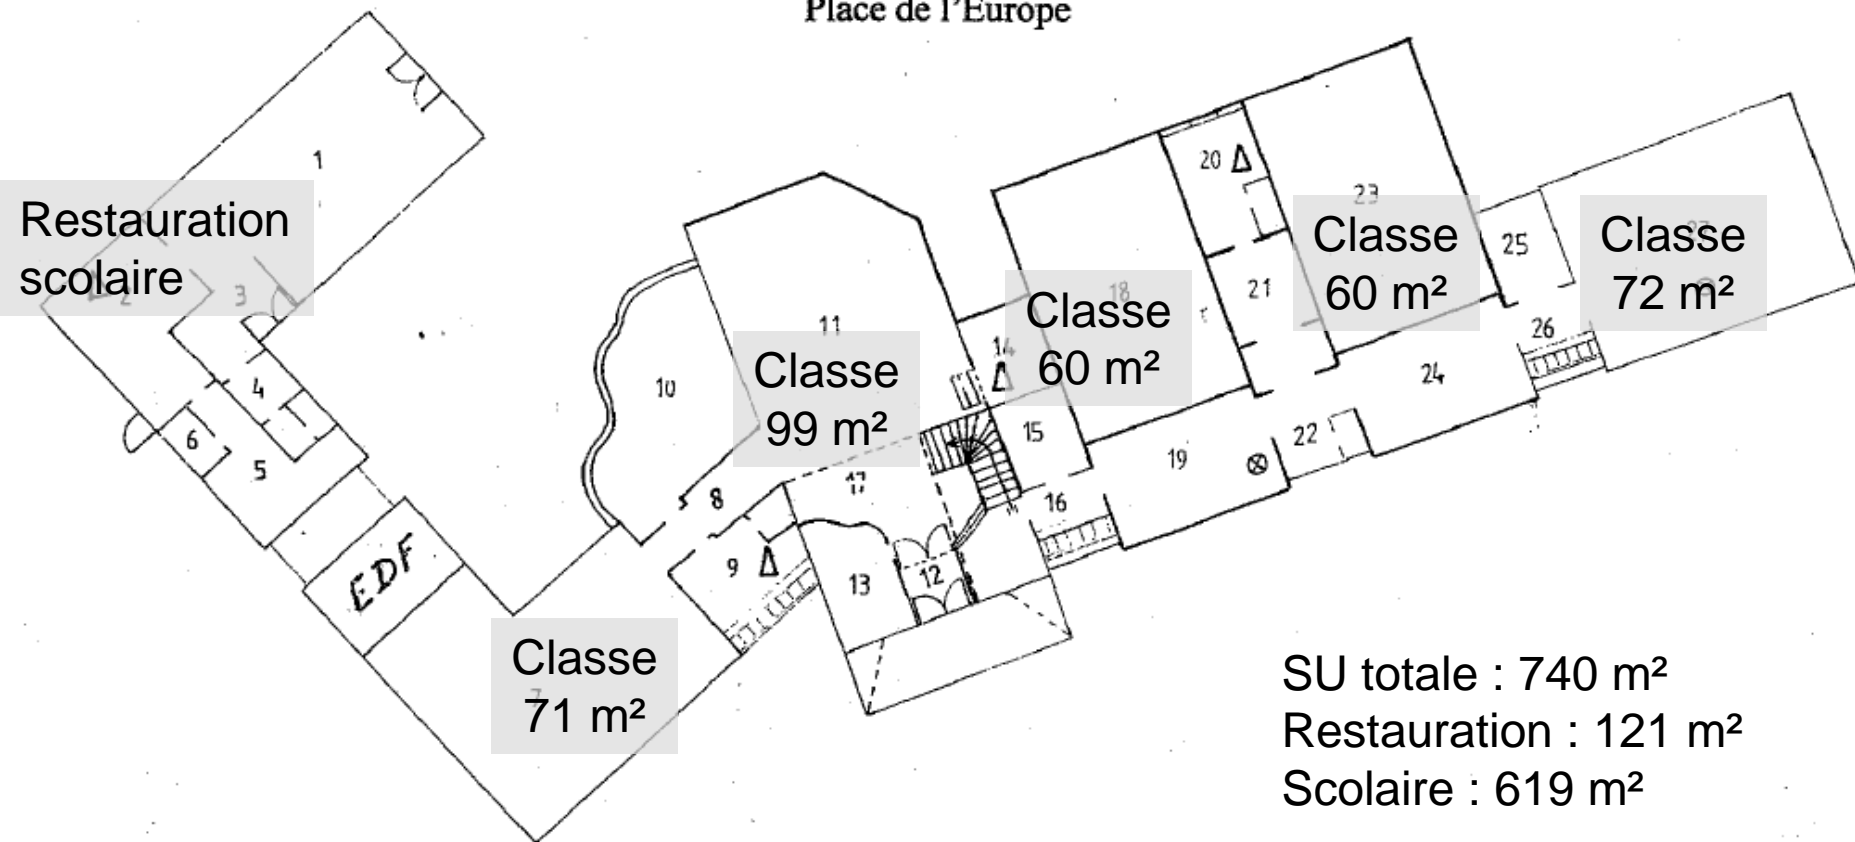 Place de l'Europe
1
Restauration
scolaire
2
3
4
5
6
EDF
Classe
71 m²
7
8
9
10
11
Classe
99 m²
12
13
14
15
16
17
18
Classe
60 m²
19
20
21
22
23
Classe
60 m²
24
25
26
27
Classe
72 m²
SU totale : 740 m²
Restauration : 121 m²
Scolaire : 619 m²